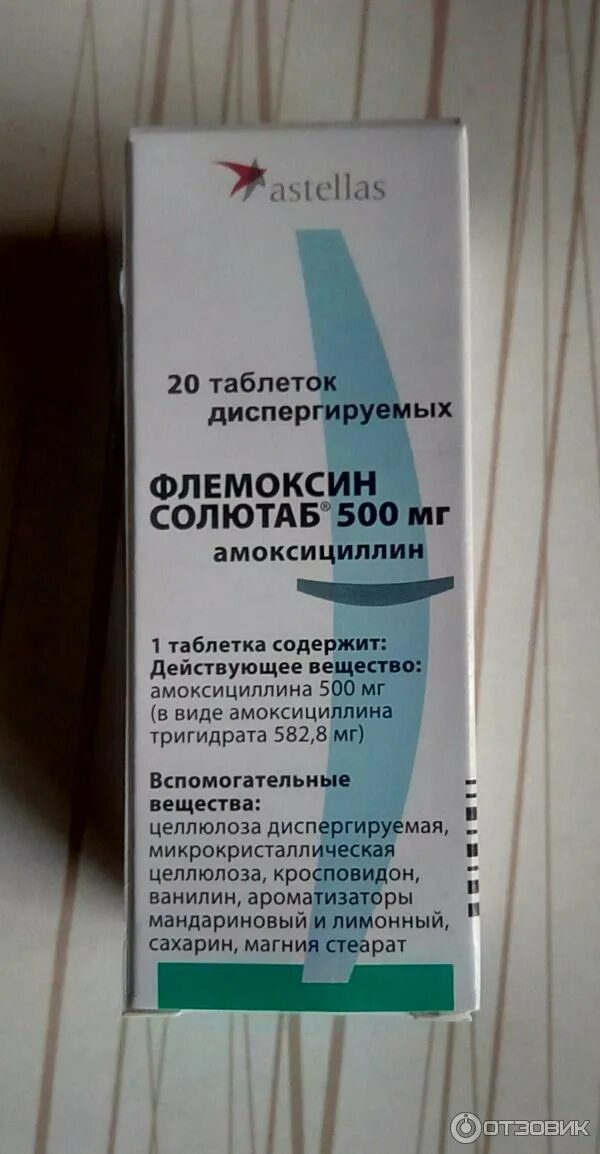 astellas
20 таблеток
диспергируемых
ФЛЕМОКСИН
СОЛЮТАБ® 500 мг
амоксициллин
1 таблетка содержит:
Действующее вещество:
амоксициллина 500 мг
(в виде амоксициллина
тригидрата 582,8 мг)
Вспомогательные
вещества:
целлюлоза диспергируемая,
микрокристаллическая
целлюлоза, кросповидон,
ванилин, ароматизаторы
мандариновый и лимонный,
сахарин, магния стеарат
ОТЗОВИК